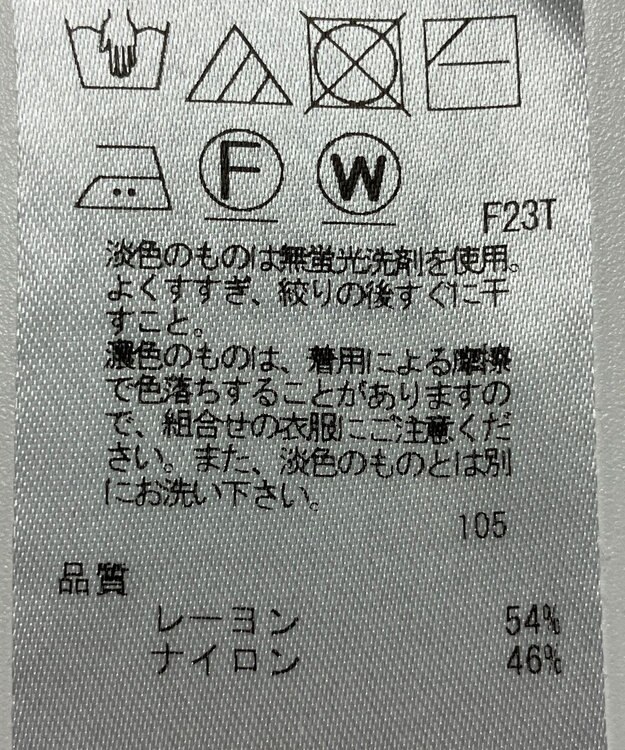 F
W
F23T
淡色のものは無蛍光洗剤を使用。
よくすすぎ、絞りの後すぐに干
すこと。
濃色のものは、着用による摩擦
で色落ちすることがありますの
で、組合せの衣服にご注意くだ
さい。また、淡色のものとは別
にお洗い下さい。
105
品質
レーヨン 54%
ナイロン 46%